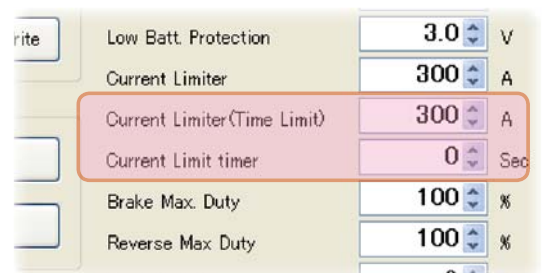 rite Low Batt. Protection 3.0 V
Current Limiter 300 A
Current Limiter(Time Limit) 300 A
Current Limit timer 0 Sec
Brake Max. Duty 100 %
Reverse Max Duty 100 %